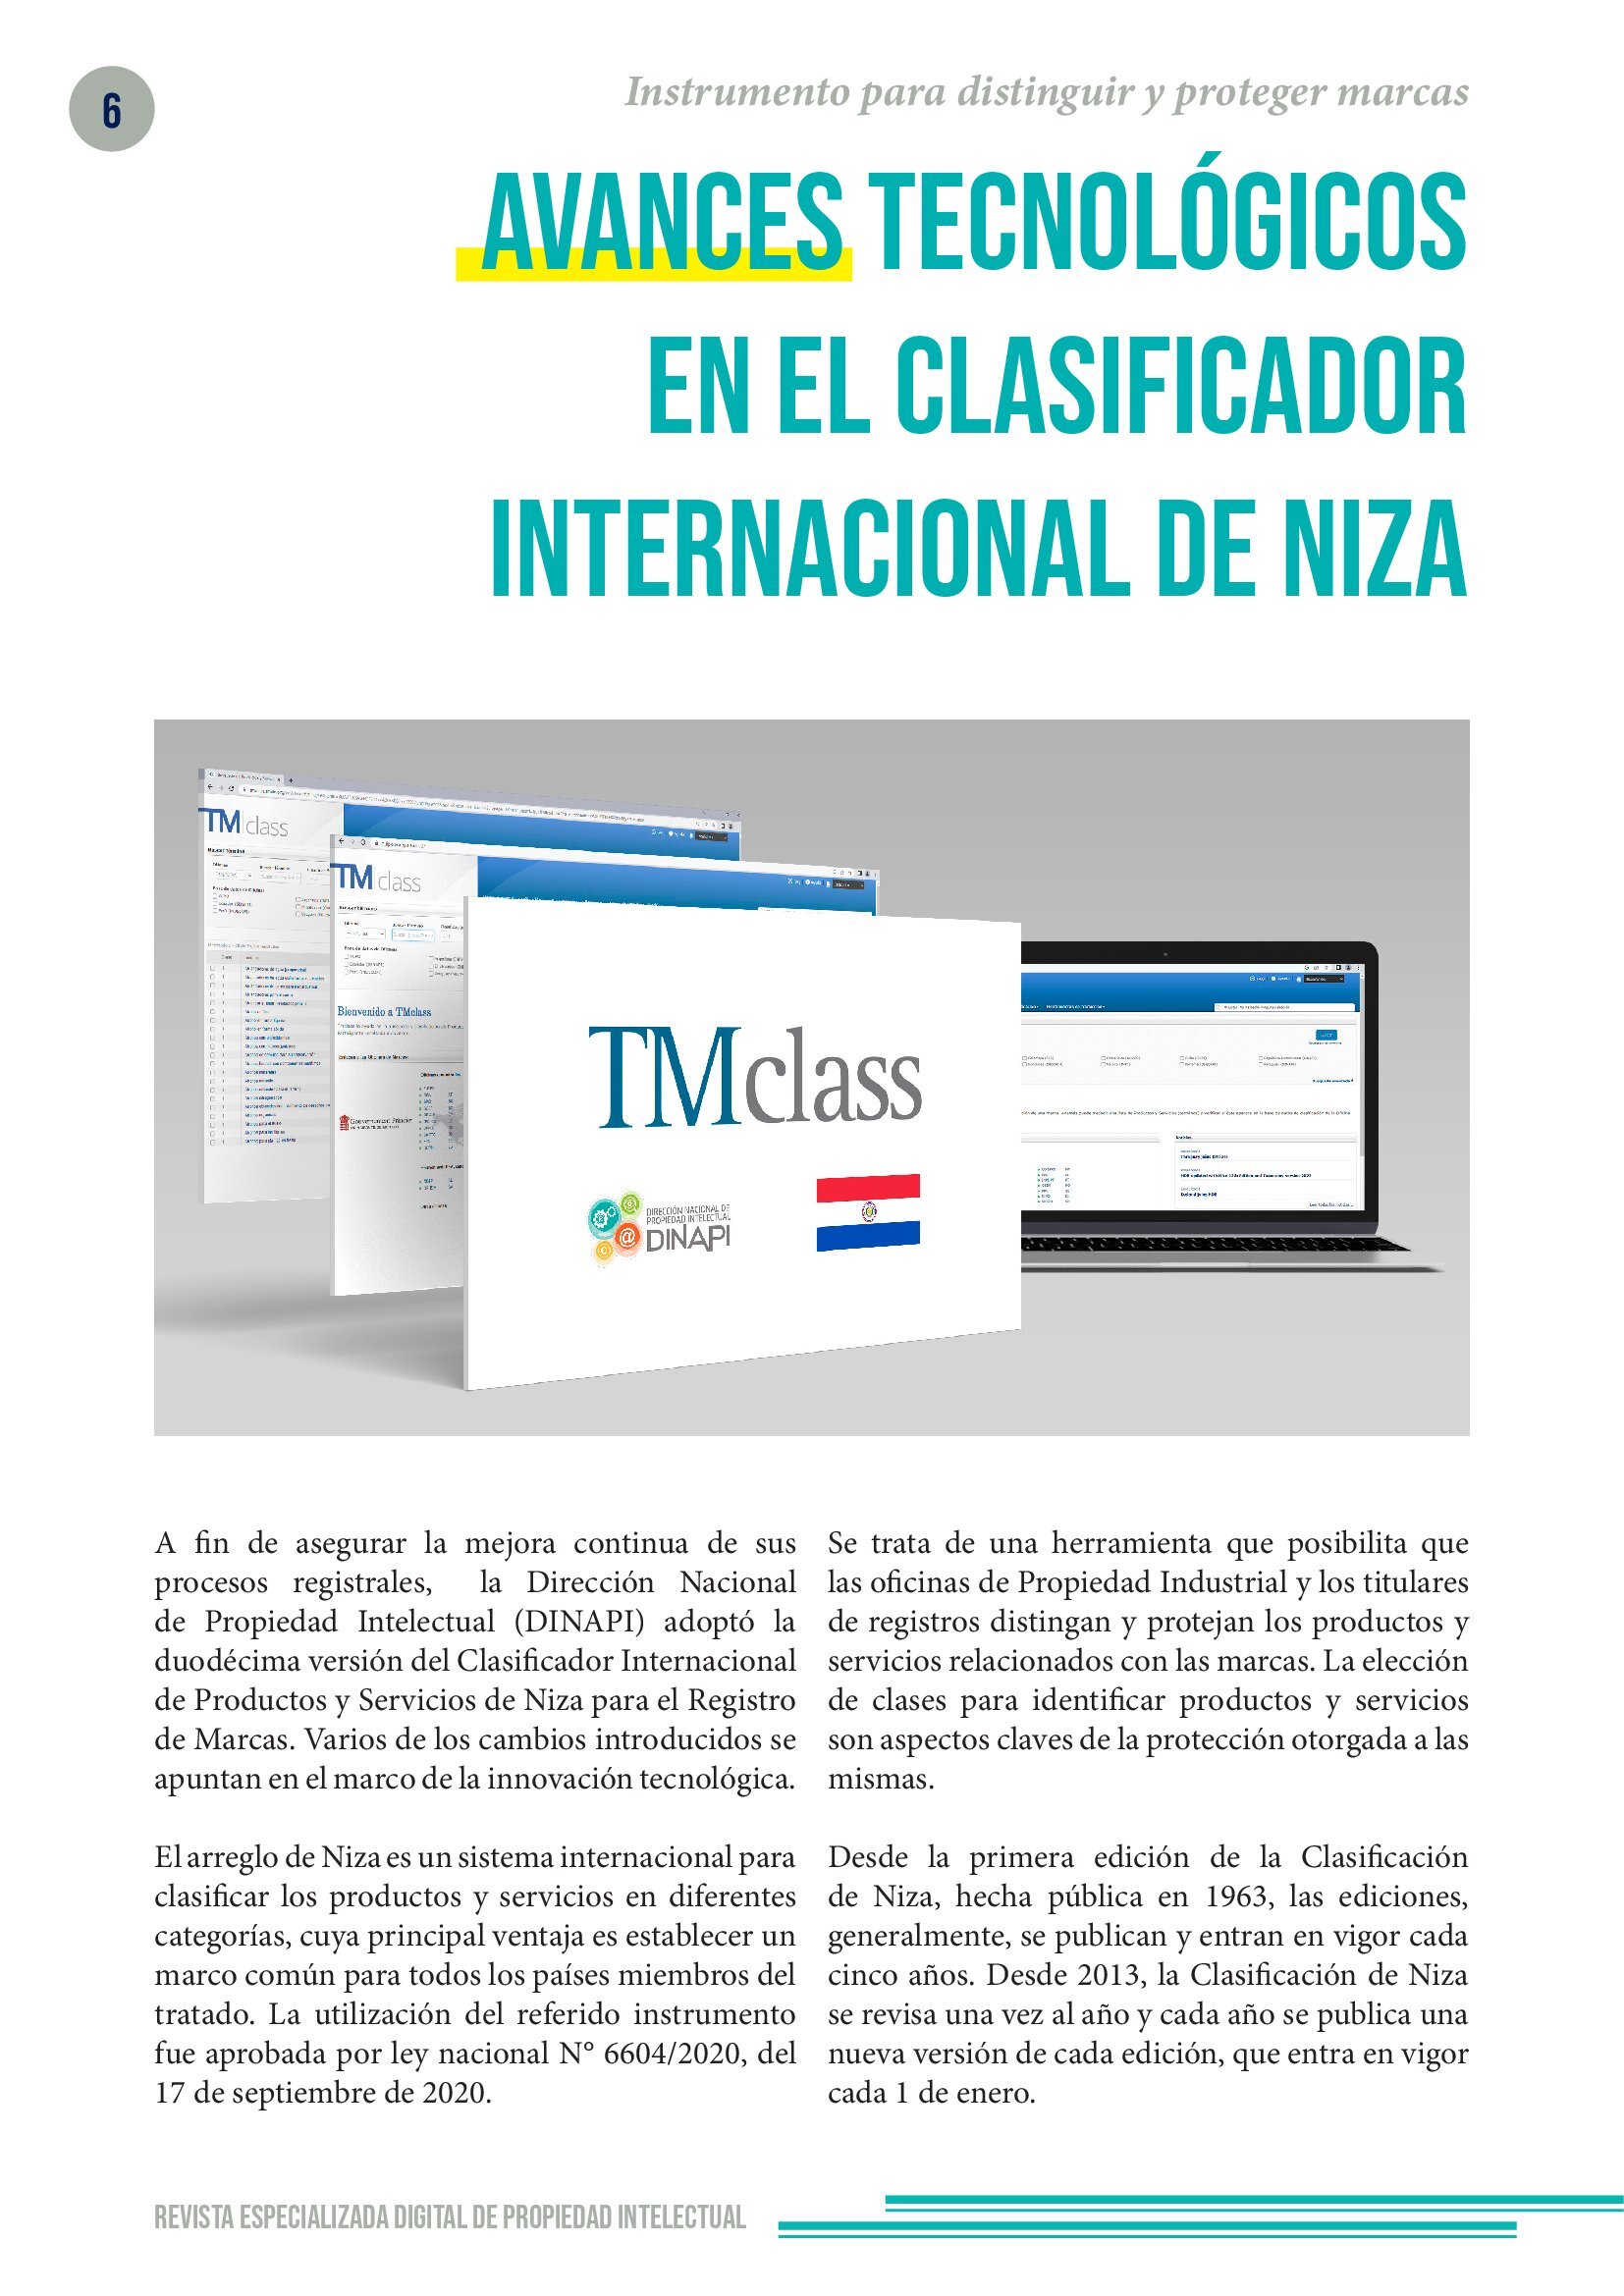 6
Instrumento para distinguir y proteger marcas
AVANCES TECNOLÓGICOS
EN EL CLASIFICADOR
INTERNACIONAL DE NIZA
TMclass
TMclass
Bienvenido a TMclass
TMclass
DIRECCIÓN NACIONAL DE
PROPIEDAD INTELECTUAL
DINAPI
A fin de asegurar la mejora continua de sus
procesos registrales, la Dirección Nacional
de Propiedad Intelectual (DINAPI) adoptó la
duodécima versión del Clasificador Internacional
de Productos y Servicios de Niza para el Registro
de Marcas. Varios de los cambios introducidos se
apuntan en el marco de la innovación tecnológica.
El arreglo de Niza es un sistema internacional para
clasificar los productos y servicios en diferentes
categorías, cuya principal ventaja es establecer un
marco común para todos los países miembros del
tratado. La utilización del referido instrumento
fue aprobada por ley nacional N° 6604/2020, del
17 de septiembre de 2020.
Se trata de una herramienta que posibilita que
las oficinas de Propiedad Industrial y los titulares
de registros distingan y protejan los productos y
servicios relacionados con las marcas. La elección
de clases para identificar productos y servicios
son aspectos claves de la protección otorgada a las
mismas.
Desde la primera edición de la Clasificación
de Niza, hecha pública en 1963, las ediciones,
generalmente, se publican y entran en vigor cada
cinco años. Desde 2013, la Clasificación de Niza
se revisa una vez al año y cada año se publica una
nueva versión de cada edición, que entra en vigor
cada 1 de enero.
REVISTA ESPECIALIZADA DIGITAL DE PROPIEDAD INTELECTUAL